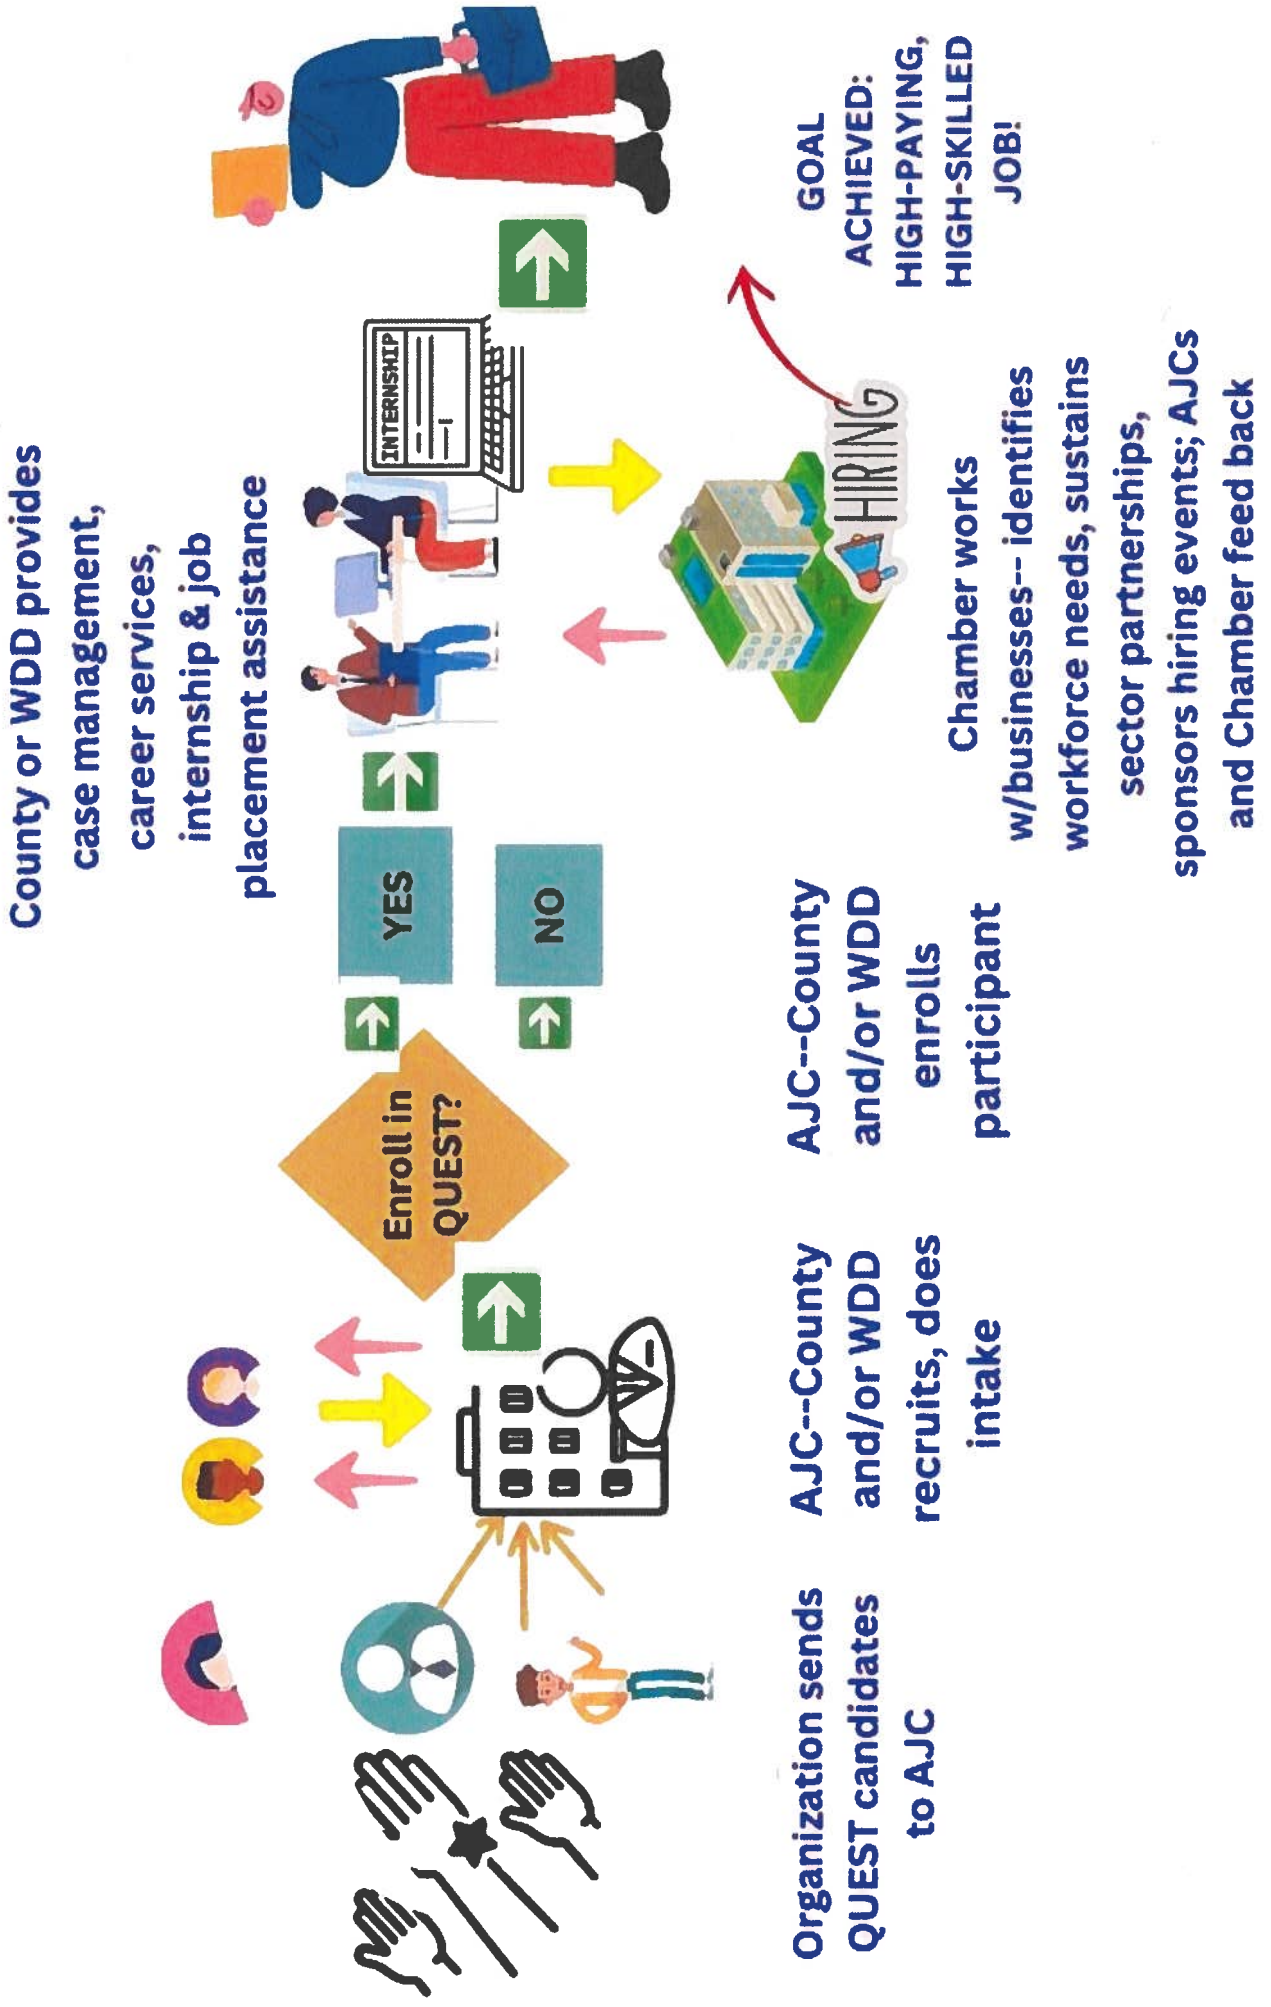 Organization sends
QUEST candidates
to AJC
AJC--County
and/or WDD
recruits, does
intake
Enroll in
QUEST?
AJC--County
and/or WDD
enrolls
participant
YES
NO
County or WDD provides
case management,
career services,
internship & job
placement assistance
INTERNSHIP
HIRING
Chamber works
w/businesses-- identifies
workforce needs, sustains
sector partnerships,
sponsors hiring events; AJCs
and Chamber feed back
GOAL
ACHIEVED:
HIGH-PAYING,
HIGH-SKILLED
JOB!